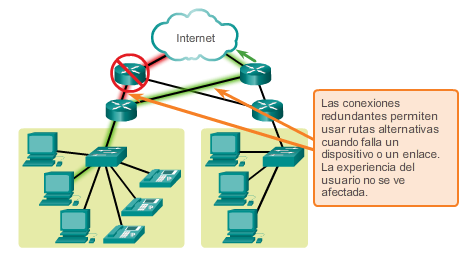 Internet
Las conexiones
redundantes permiten
usar rutas alternativas
cuando falla un
dispositivo o un enlace.
La experiencia del
usuario no se ve
afectada.